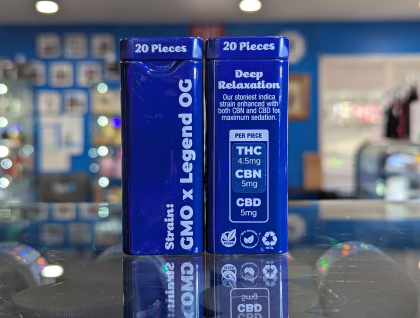 20 Pieces
Strain:
GMO x Legend OG
20 Pieces
Deep
Relaxation
Our stoniest indica
strain enhanced with
both CBN and CBD for
maximum sedation.
PER PIECE
THC
4.5mg
CBN
5mg
CBD
5mg